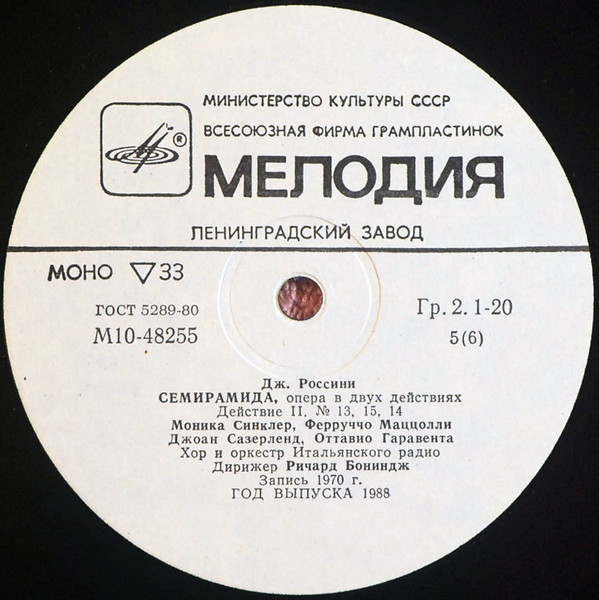 МИНИСТЕРСТВО КУЛЬТУРЫ СССР
ВСЕСОЮЗНАЯ ФИРМА ГРАМПЛАСТИНОК
®
МЕЛОДИЯ
ЛЕНИНГРАДСКИЙ ЗАВОД
МОНО ▽ 33
ГОСТ 5289-80
М10-48255
Гр. 2. 1-20
5(6)
Дж. Россини
СЕМИРАМИДА, опера в двух действиях
Действие II. № 13, 15, 14
Моника Синклер, Ферруччо Маццолли
Джоан Сазерленд, Оттавио Гаравента
Хор и оркестр Итальянского радио
Дирижер Ричард Бониндж
Запись 1970 г.
ГОД ВЫПУСКА 1988